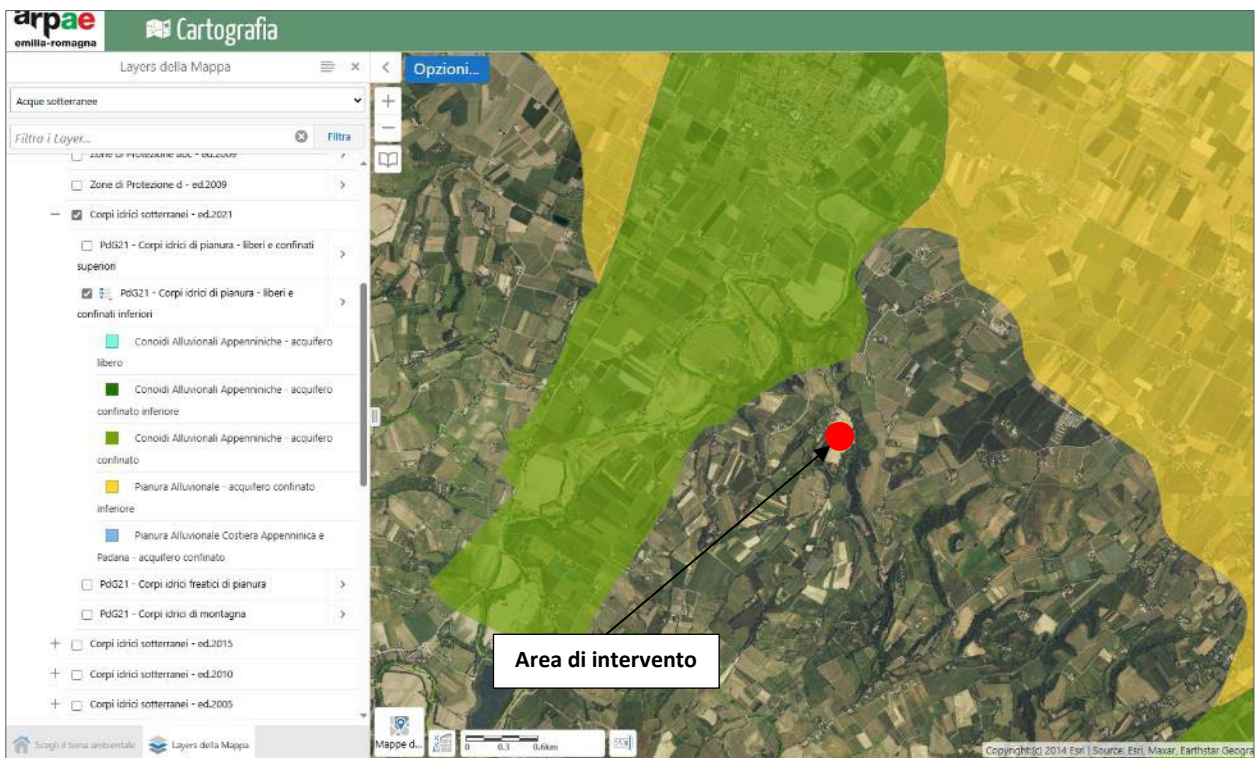 arpae
emilia-romagna
Cartografia
Layers della Mappa
Opzioni...
Acque sotterranee
Filtro i Layer...
Filtra
Zone di Protezione abc - ed.2009
Zone di Protezione d - ed.2009
Corpi idrici sotterranei - ed.2021
PdG21 - Corpi idrici di pianura - liberi e confinati
superiori
PdG21 - Corpi idrici di pianura - liberi e
confinati inferiori
Conoidi Alluvionali Appenniniche - acquifero
libero
Conoidi Alluvionali Appenniniche - acquifero
confinato inferiore
Conoidi Alluvionali Appenniniche - acquifero
confinato
Pianura Alluvionale - acquifero confinato
inferiore
Pianura Alluvionale Costiera Appenninica e
Padana - acquifero confinato
PdG21 - Corpi idrici freatici di pianura
PdG21 - Corpi idrici di montagna
Corpi idrici sotterranei - ed.2015
Corpi idrici sotterranei - ed.2010
Corpi idrici sotterranei - ed.2005
Area di intervento
Scegli il tema ambientale
Layers della Mappa
Mappe d...
0 0.3 0.6km
Copyright:(c) 2014 Esri | Source: Esri, Maxar, Earthstar Geogra